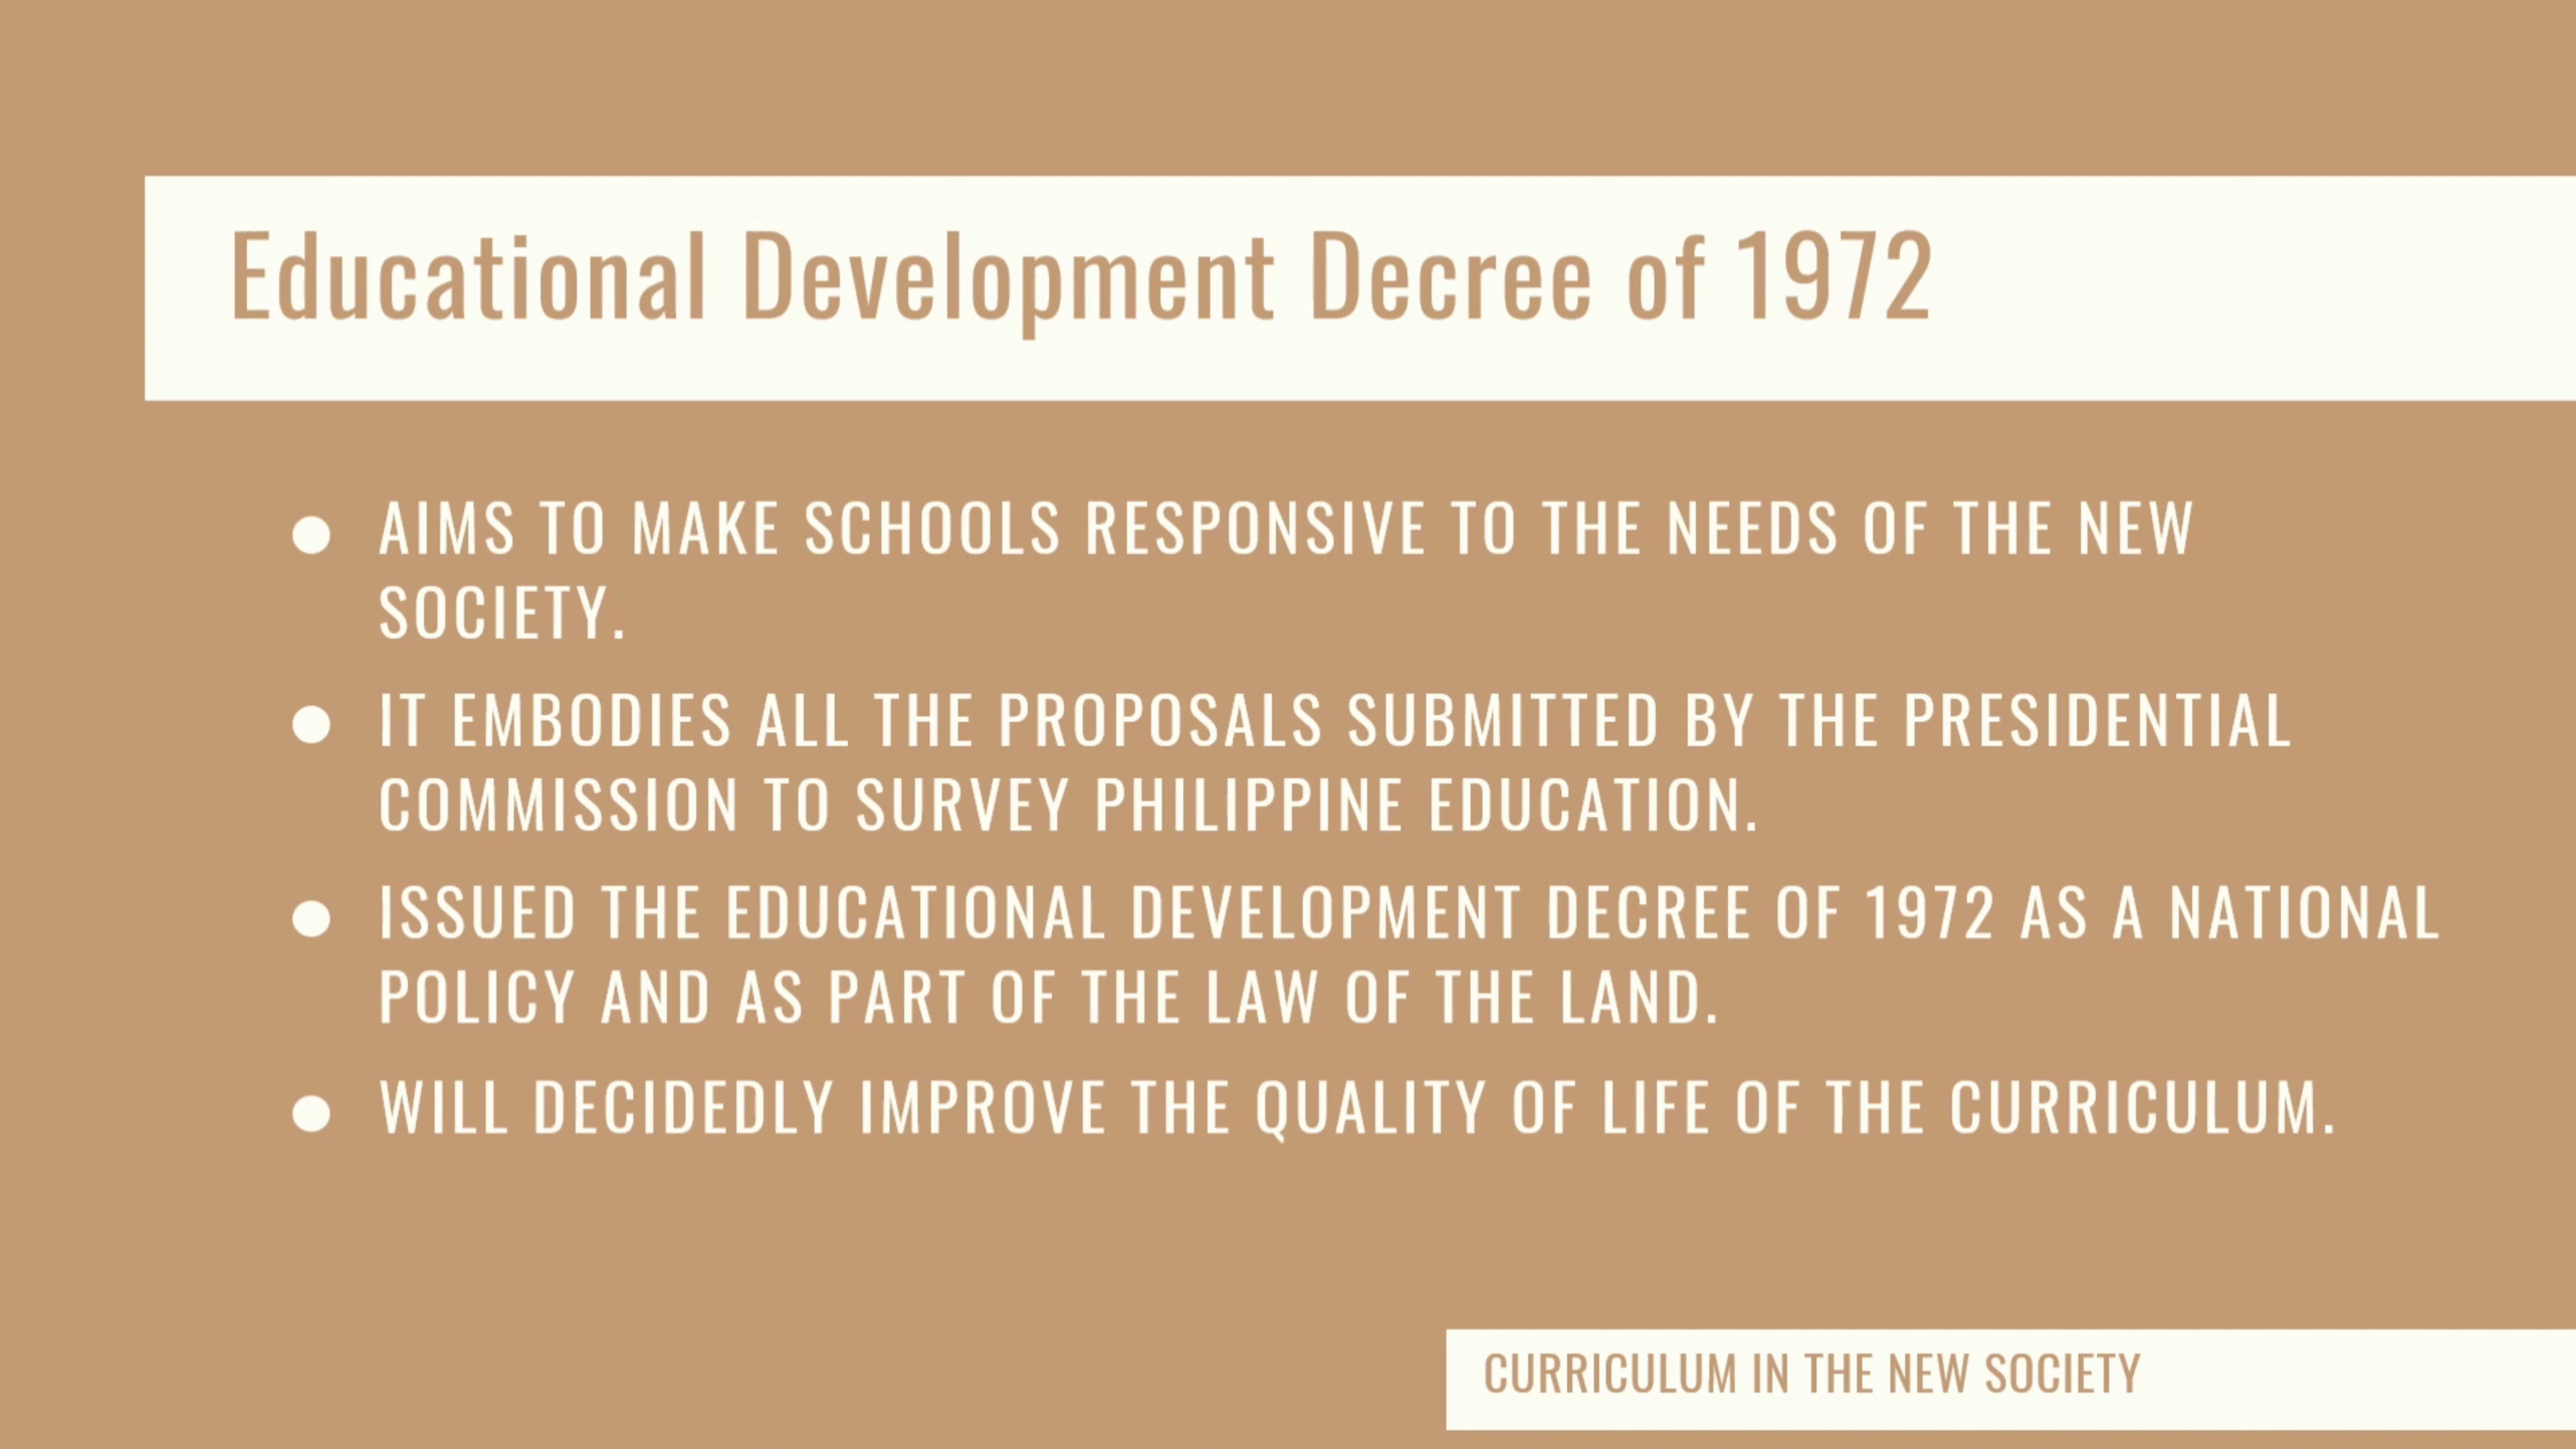 Educational Development Decree of 1972
● AIMS TO MAKE SCHOOLS RESPONSIVE TO THE NEEDS OF THE NEW
SOCIETY.
● IT EMBODIES ALL THE PROPOSALS SUBMITTED BY THE PRESIDENTIAL
COMMISSION TO SURVEY PHILIPPINE EDUCATION.
● ISSUED THE EDUCATIONAL DEVELOPMENT DECREE OF 1972 AS A NATIONAL
POLICY AND AS PART OF THE LAW OF THE LAND.
● WILL DECIDEDLY IMPROVE THE QUALITY OF LIFE OF THE CURRICULUM.
CURRICULUM IN THE NEW SOCIETY